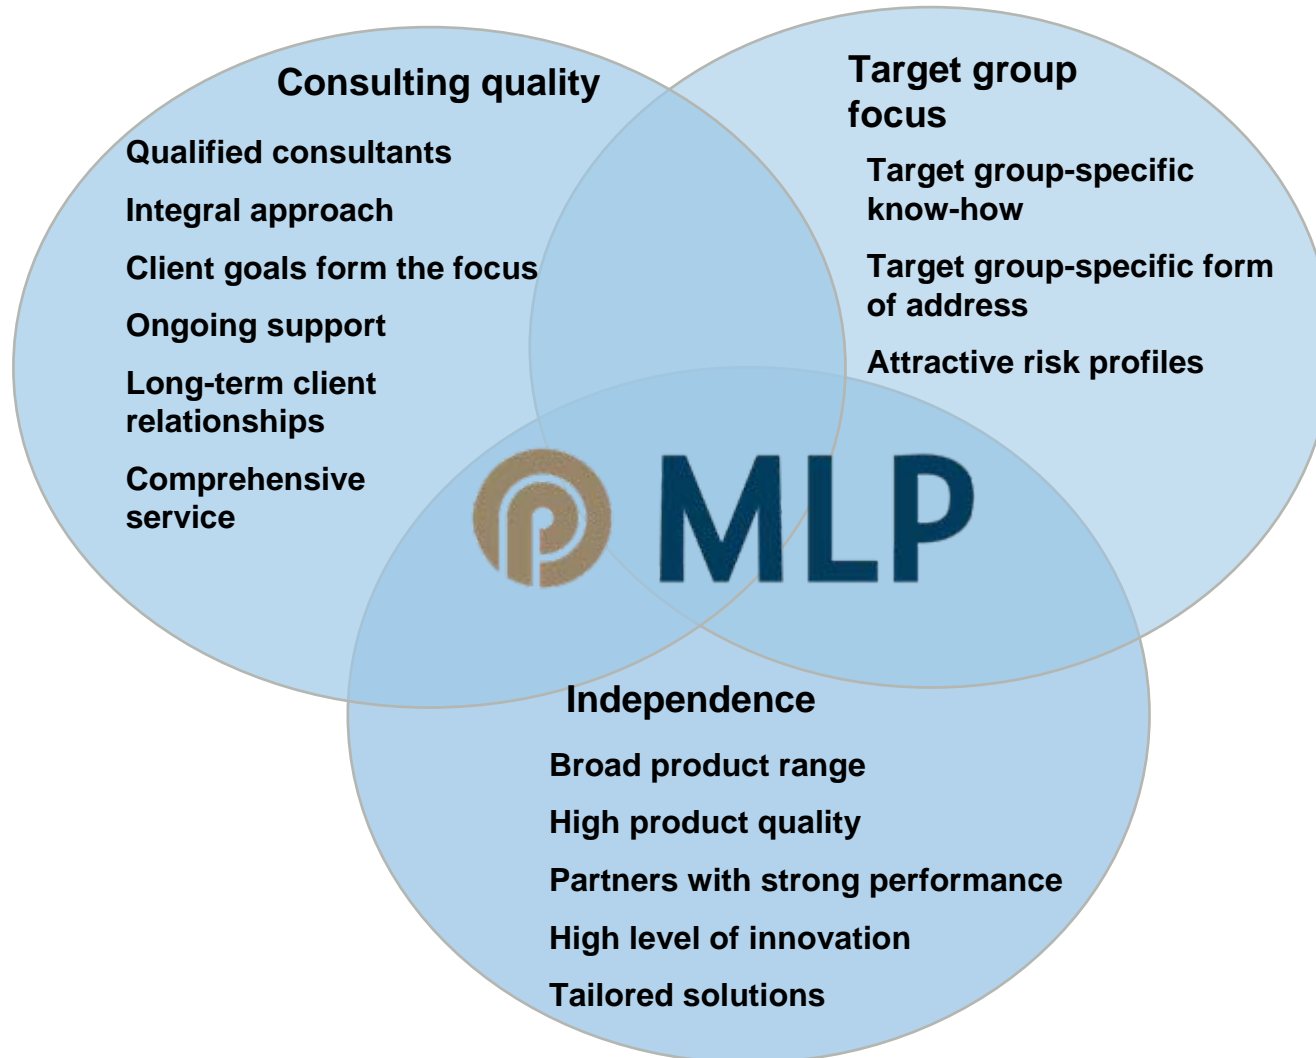 Consulting quality
Qualified consultants
Integral approach
Client goals form the focus
Ongoing support
Long-term client
relationships
Comprehensive
service
Target group
focus
Target group-specific
know-how
Target group-specific form
of address
Attractive risk profiles
MLP
Independence
Broad product range
High product quality
Partners with strong performance
High level of innovation
Tailored solutions